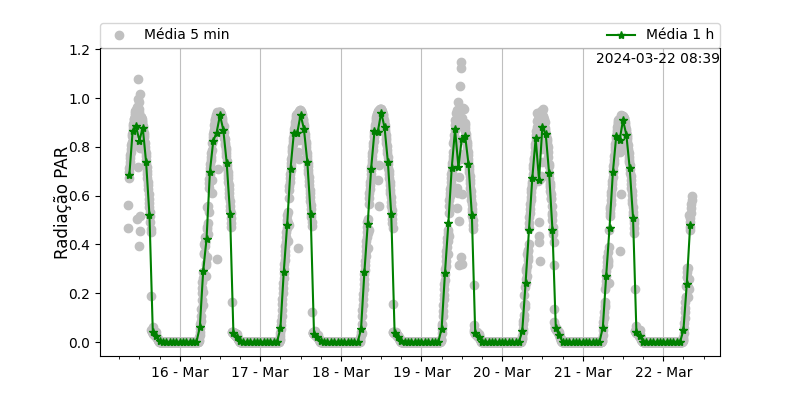 Média 5 min
Média 1 h
2024-03-22 08:39
Radiação PAR
1.2
1.0
0.8
0.6
0.4
0.2
0.0
16 - Mar
17 - Mar
18 - Mar
19 - Mar
20 - Mar
21 - Mar
22 - Mar